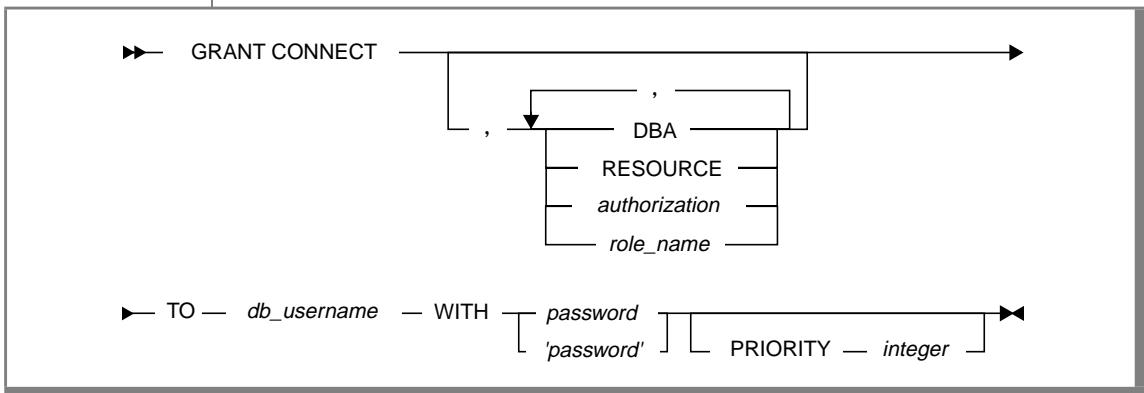 GRANT CONNECT
,
, DBA
RESOURCE
authorization
role_name
TO db_username WITH password
'password' PRIORITY integer